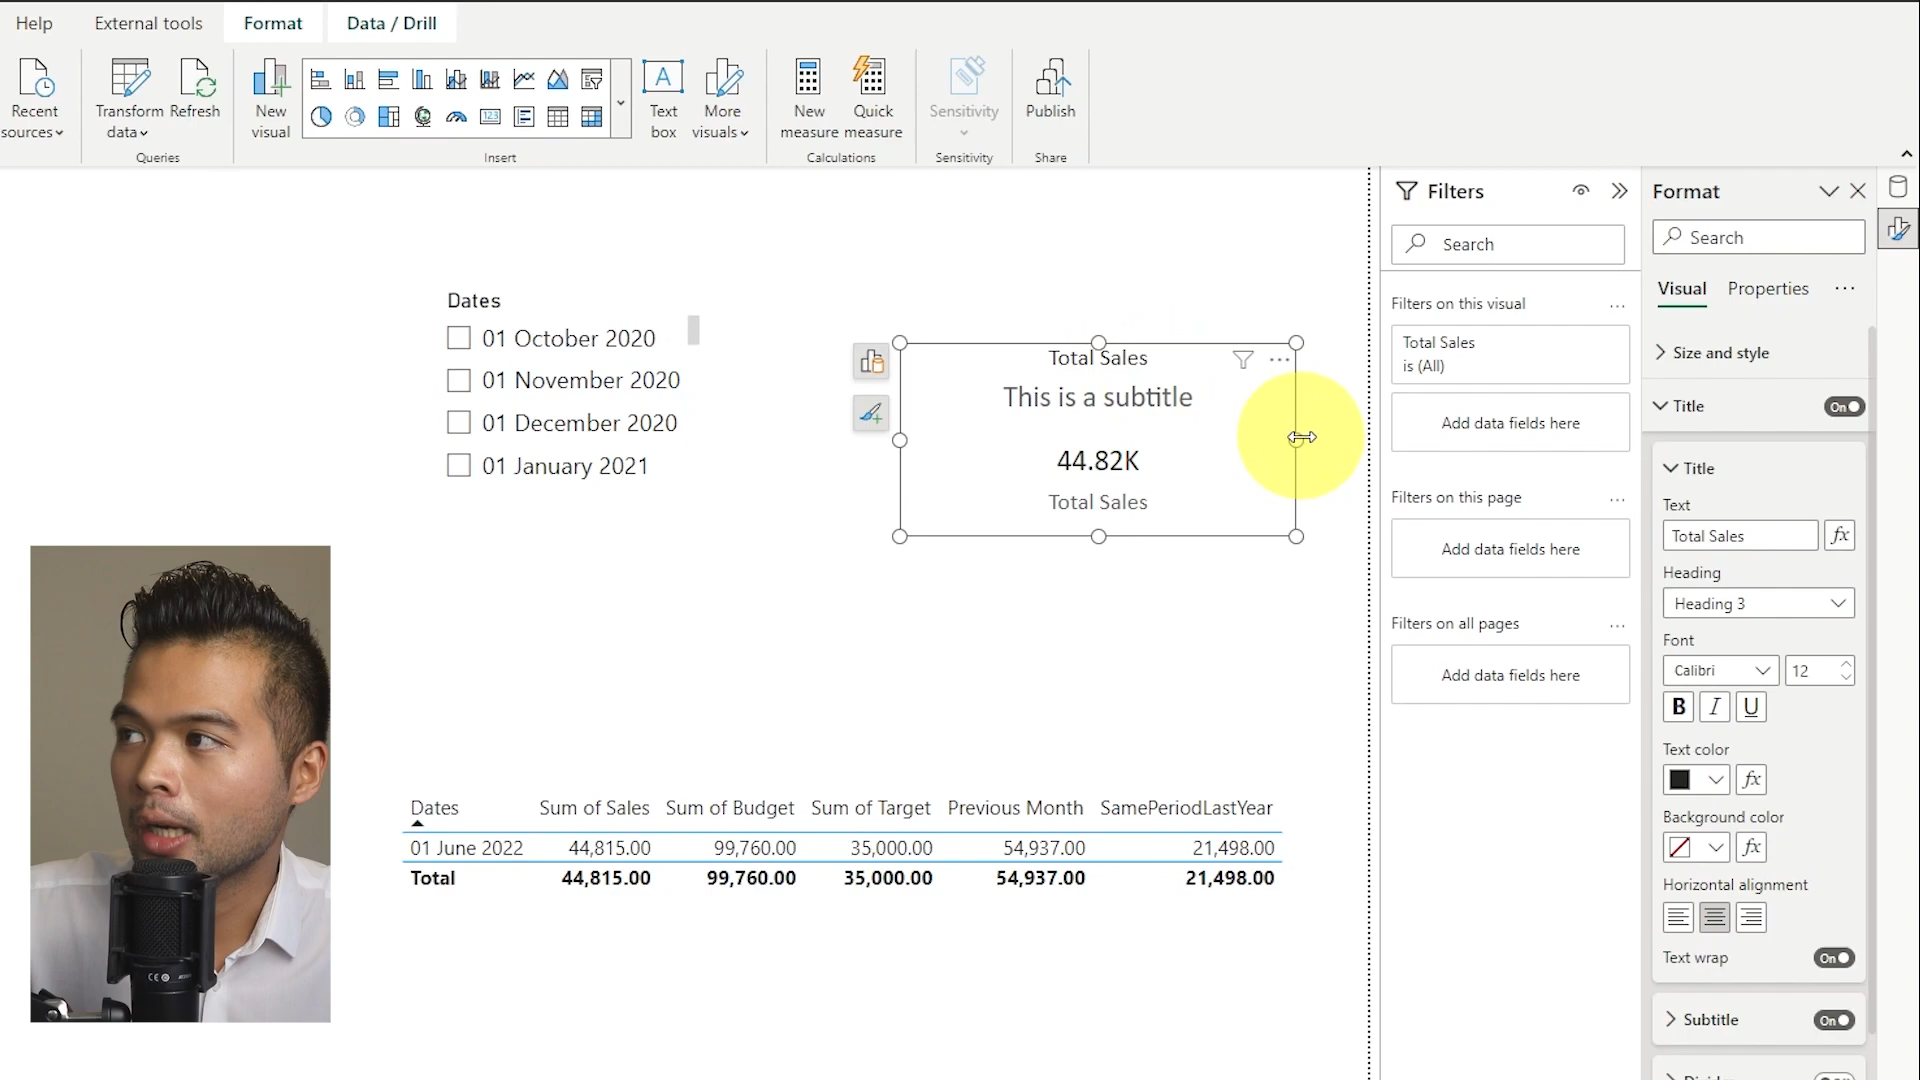 Help
External tools
Format
Data / Drill
Recent
sources
Transform
data
Refresh
Queries
New
visual
123
Insert
A
Text
box
More
visuals
New
measure
Quick
measure
Calculations
Sensitivity
Sensitivity
Publish
Share
Dates
01 October 2020
01 November 2020
01 December 2020
01 January 2021
Total Sales
This is a subtitle
44.82K
Total Sales
Dates Sum of Sales Sum of Budget Sum of Target Previous Month SamePeriodLastYear
01 June 2022 44,815.00 99,760.00 35,000.00 54,937.00 21,498.00
Total 44,815.00 99,760.00 35,000.00 54,937.00 21,498.00
Filters
Search
Filters on this visual
Total Sales
is (All)
Add data fields here
Filters on this page
Add data fields here
Filters on all pages
Add data fields here
Format
Search
Visual Properties
Size and style
Title On
Title
Text
Total Sales fx
Heading
Heading 3
Font
Calibri 12
B I U
Text color
fx
Background color
fx
Horizontal alignment
Text wrap On
Subtitle On